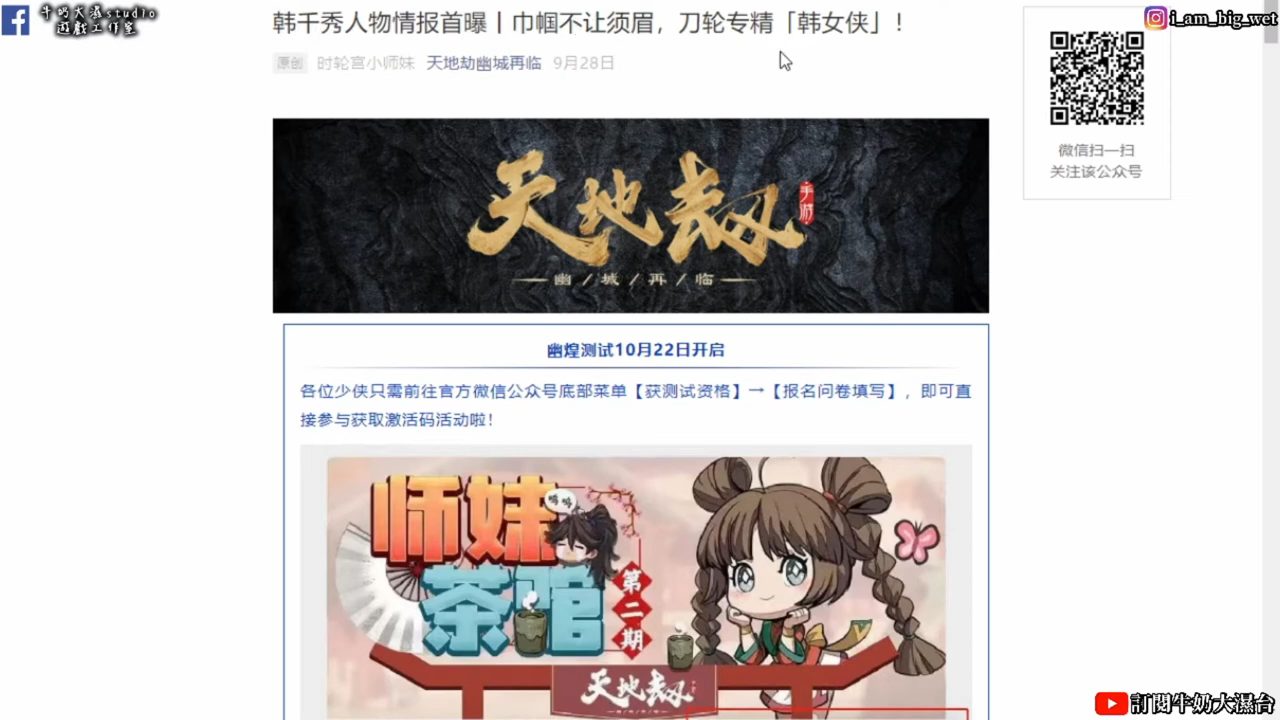 牛奶大濕studio
遊戲工作室
韩千秀人物情报首曝丨巾帼不让须眉，刀轮专精「韩女侠」！
i_am_big_wet
原创 时轮宫小师妹 天地劫幽城再临 9月28日
微信扫一扫
关注该公众号
天地劫
手游
幽/城/再/临
幽煌测试10月22日开启
各位少侠只需前往官方微信公众号底部菜单【获测试资格】→【报名问卷填写】，即可直
接参与获取激活码活动啦！
师妹
呜呜
茶馆
第二期
天地劫
訂閱牛奶大濕台